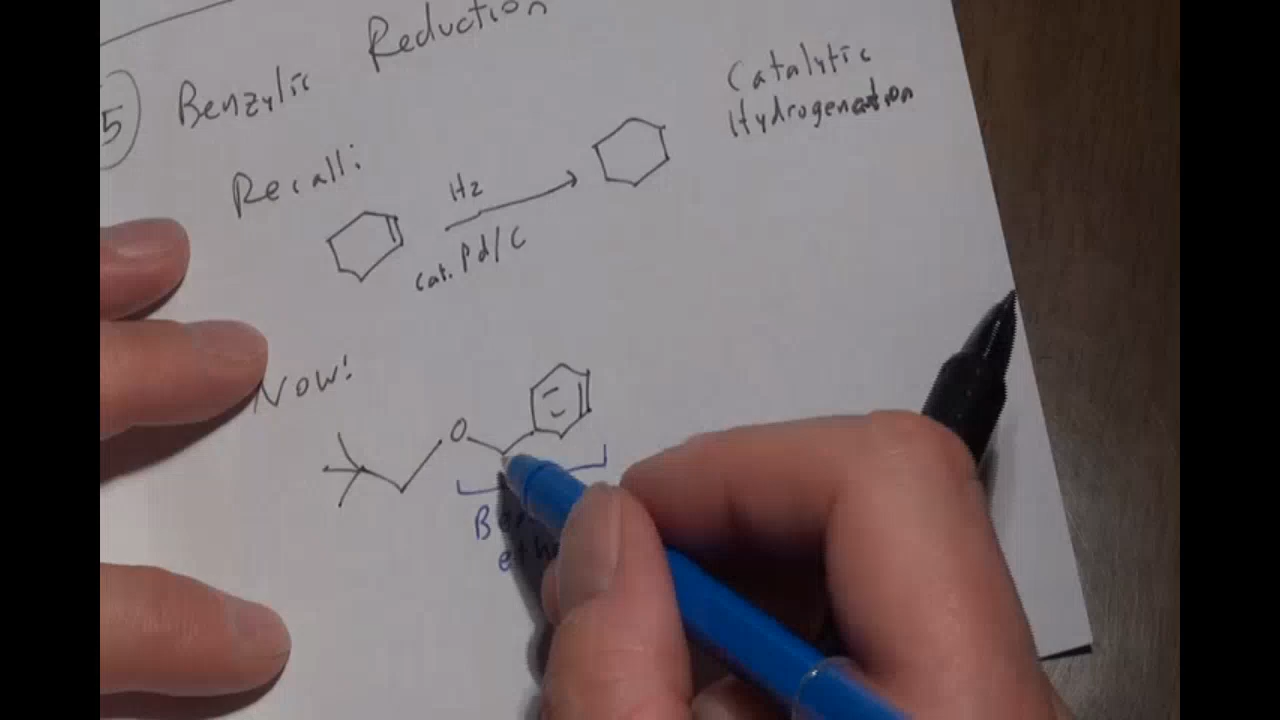 5 Benzylic Reduction
Catalytic
Hydrogenation
Recall:
H2
cat. Pd/C
Now!
O